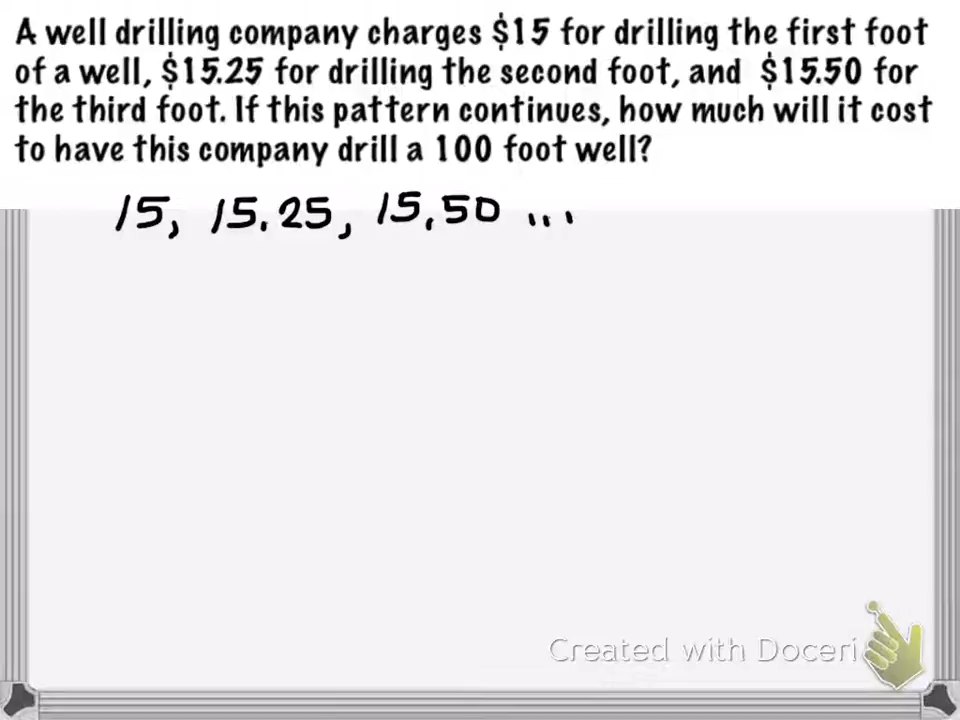 A well drilling company charges $15 for drilling the first foot
of a well, $15.25 for drilling the second foot, and $15.50 for
the third foot. If this pattern continues, how much will it cost
to have this company drill a 100 foot well?
15, 15.25, 15.50 ...
Created with Doceri